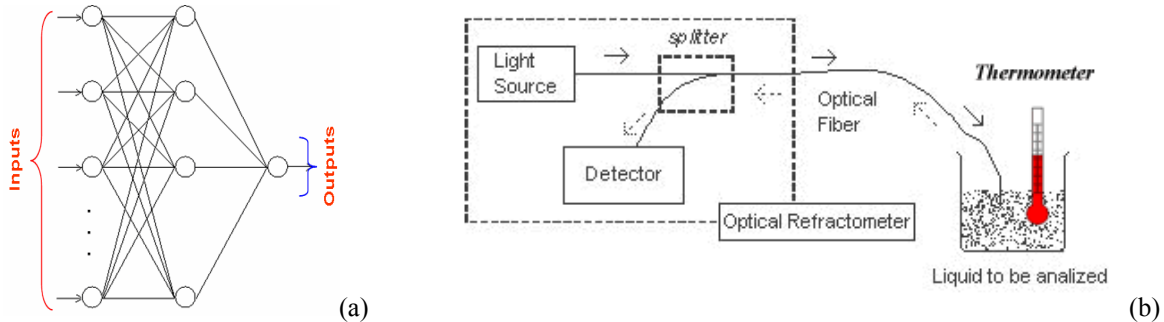 Inputs
Outputs
(a)
splitter
Light
Source
Thermometer
Optical
Fiber
Detector
Optical Refractometer
Liquid to be analized
(b)